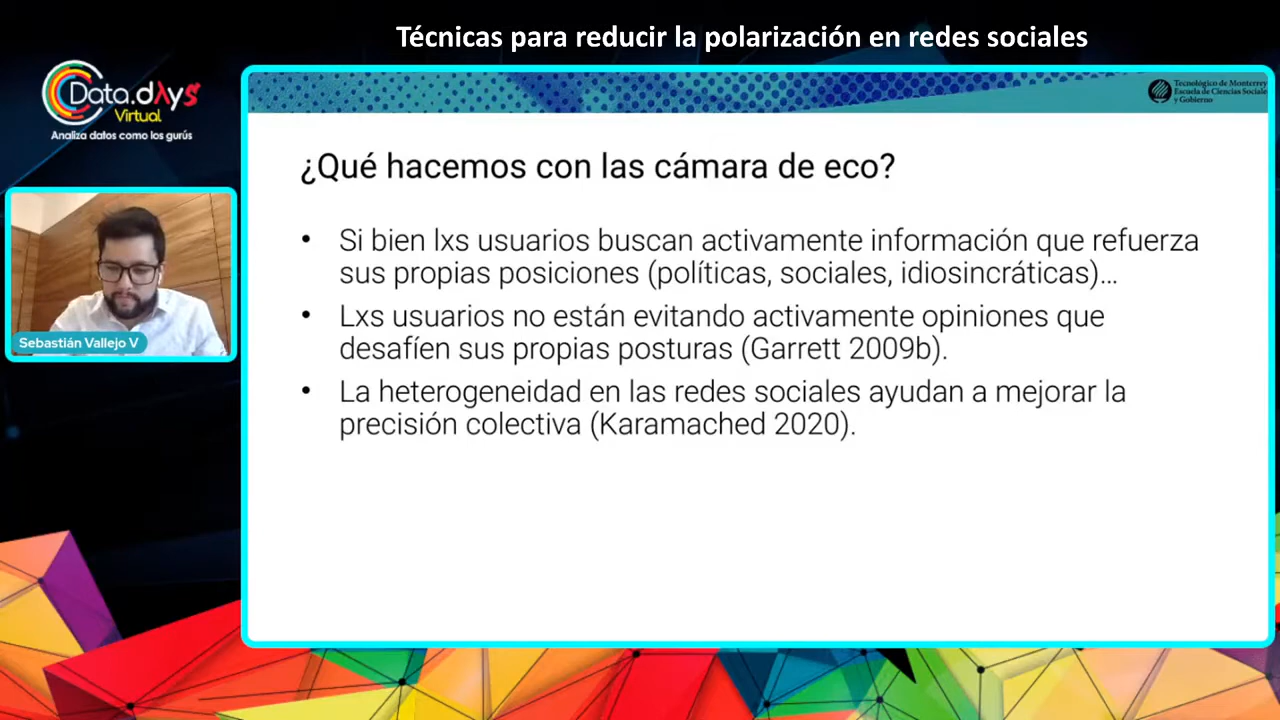 Técnicas para reducir la polarización en redes sociales
Data.dAys
Virtual
Analiza datos como los gurús
Tecnológico de Monterrey
Escuela de Ciencias Sociales
y Gobierno
¿Qué hacemos con las cámara de eco?
• Si bien lxs usuarios buscan activamente información que refuerza
sus propias posiciones (políticas, sociales, idiosincráticas)...
• Lxs usuarios no están evitando activamente opiniones que
desafíen sus propias posturas (Garrett 2009b).
• La heterogeneidad en las redes sociales ayudan a mejorar la
precisión colectiva (Karamached 2020).
Sebastián Vallejo V